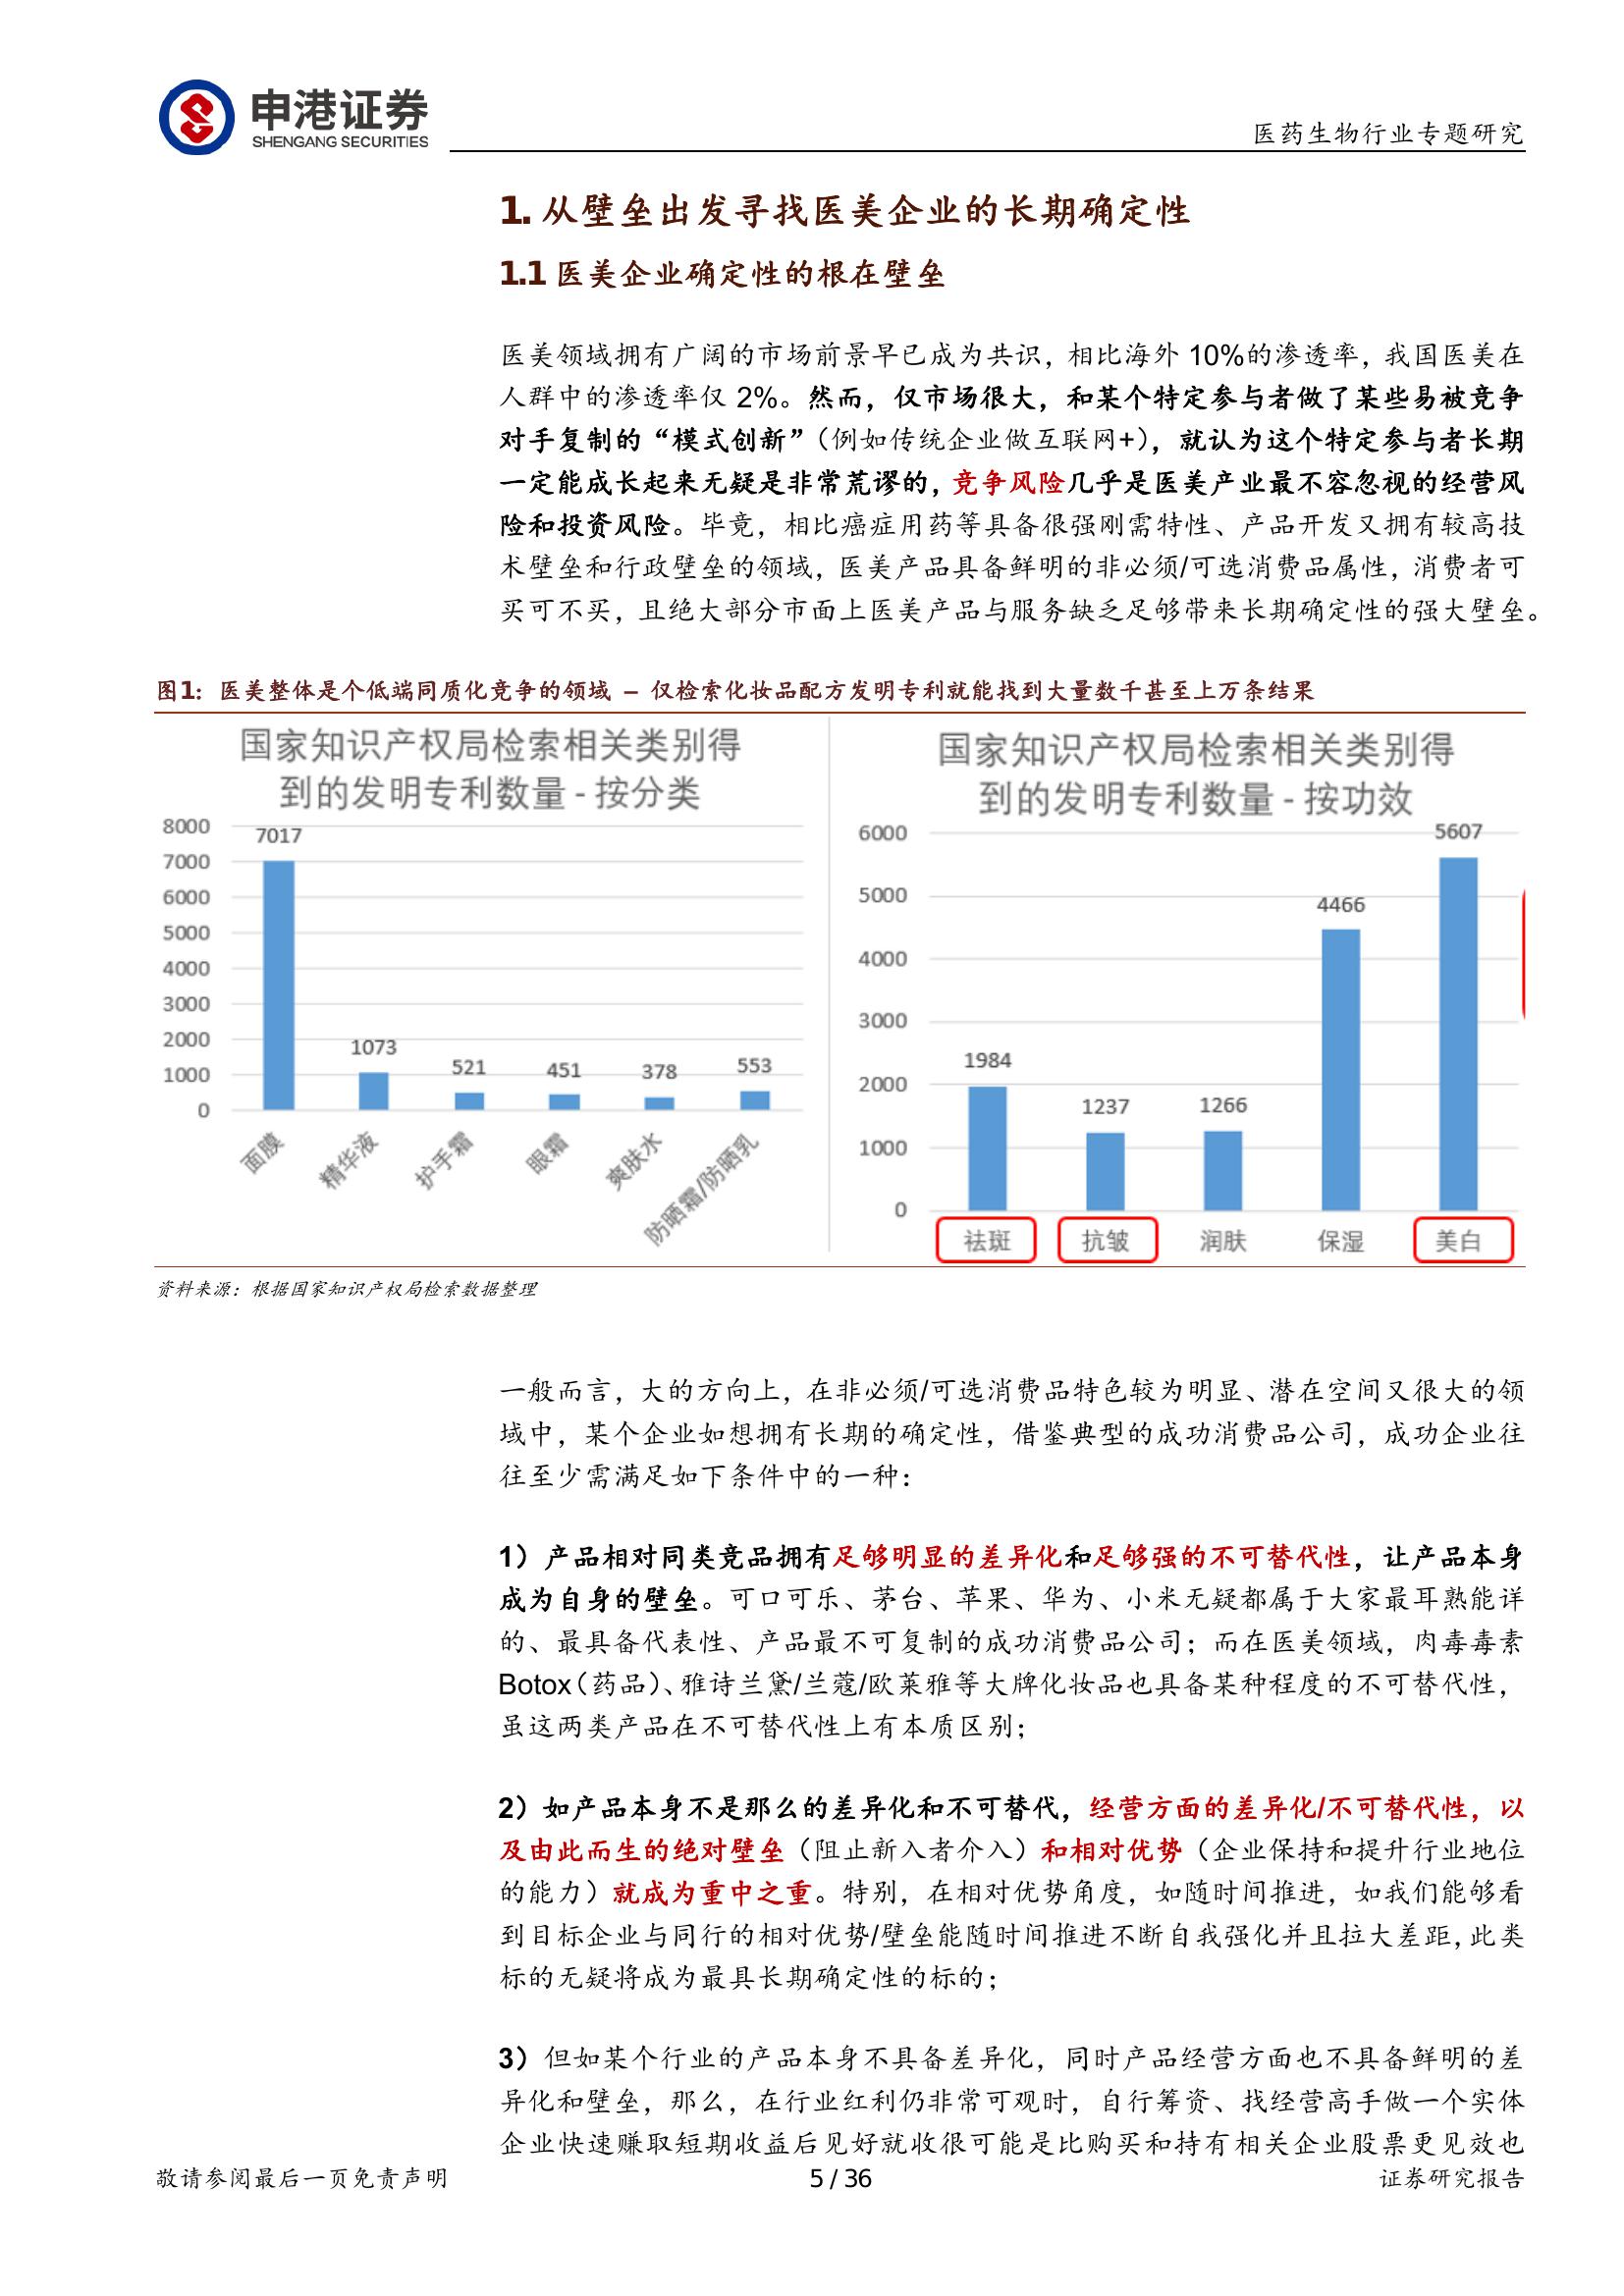 申港证券
SHENGANG SECURITIES
医药生物行业专题研究
1. 从壁垒出发寻找医美企业的长期确定性
1.1 医美企业确定性的根在壁垒
医美领域拥有广阔的市场前景早已成为共识，相比海外 10%的渗透率，我国医美在
人群中的渗透率仅 2%。然而，仅市场很大，和某个特定参与者做了某些易被竞争
对手复制的“模式创新”（例如传统企业做互联网+），就认为这个特定参与者长期
一定能成长起来无疑是非常荒谬的，竞争风险几乎是医美产业最不容忽视的经营风
险和投资风险。毕竟，相比癌症用药等具备很强刚需特性、产品开发又拥有较高技
术壁垒和行政壁垒的领域，医美产品具备鲜明的非必须/可选消费品属性，消费者可
买可不买，且绝大部分市面上医美产品与服务缺乏足够带来长期确定性的强大壁垒。
图1：医美整体是个低端同质化竞争的领域 – 仅检索化妆品配方发明专利就能找到大量数千甚至上万条结果
国家知识产权局检索相关类别得
到的发明专利数量 - 按分类
8000
7000
6000
5000
4000
3000
2000
1000
0
7017
1073
521
451
378
553
面膜
精华液
护手霜
眼霜
爽肤水
防晒霜/防晒乳
国家知识产权局检索相关类别得
到的发明专利数量 - 按功效
6000
5000
4000
3000
2000
1000
0
1984
1237
1266
4466
5607
祛斑
抗皱
润肤
保湿
美白
资料来源：根据国家知识产权局检索数据整理
一般而言，大的方向上，在非必须/可选消费品特色较为明显、潜在空间又很大的领
域中，某个企业如想拥有长期的确定性，借鉴典型的成功消费品公司，成功企业往
往至少需满足如下条件中的一种：
1）产品相对同类竞品拥有足够明显的差异化和足够强的不可替代性，让产品本身
成为自身的壁垒。可口可乐、茅台、苹果、华为、小米无疑都属于大家最耳熟能详
的、最具备代表性、产品最不可复制的成功消费品公司；而在医美领域，肉毒毒素
Botox（药品）、雅诗兰黛/兰蔻/欧莱雅等大牌化妆品也具备某种程度的不可替代性，
虽这两类产品在不可替代性上有本质区别；
2）如产品本身不是那么的差异化和不可替代，经营方面的差异化/不可替代性，以
及由此而生的绝对壁垒（阻止新入者介入）和相对优势（企业保持和提升行业地位
的能力）就成为重中之重。特别，在相对优势角度，如随时间推进，如我们能够看
到目标企业与同行的相对优势/壁垒能随时间推进不断自我强化并且拉大差距，此类
标的无疑将成为最具长期确定性的标的；
3）但如某个行业的产品本身不具备差异化，同时产品经营方面也不具备鲜明的差
异化和壁垒，那么，在行业红利仍非常可观时，自行筹资、找经营高手做一个实体
企业快速赚取短期收益后见好就收很可能是比购买和持有相关企业股票更见效也
敬请参阅最后一页免责声明
5 / 36
证券研究报告